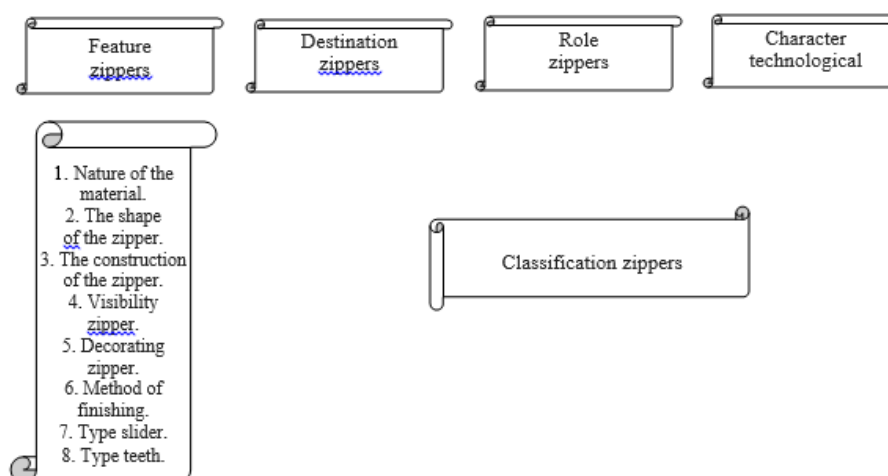 Feature
zippers
Destination
zippers
Role
zippers
Character
technological
1. Nature of the
material.
2. The shape
of the zipper.
3. The construction
of the zipper.
4. Visibility
zipper.
5. Decorating
zipper.
6. Method of
finishing.
7. Type slider.
8. Type teeth.
Classification zippers